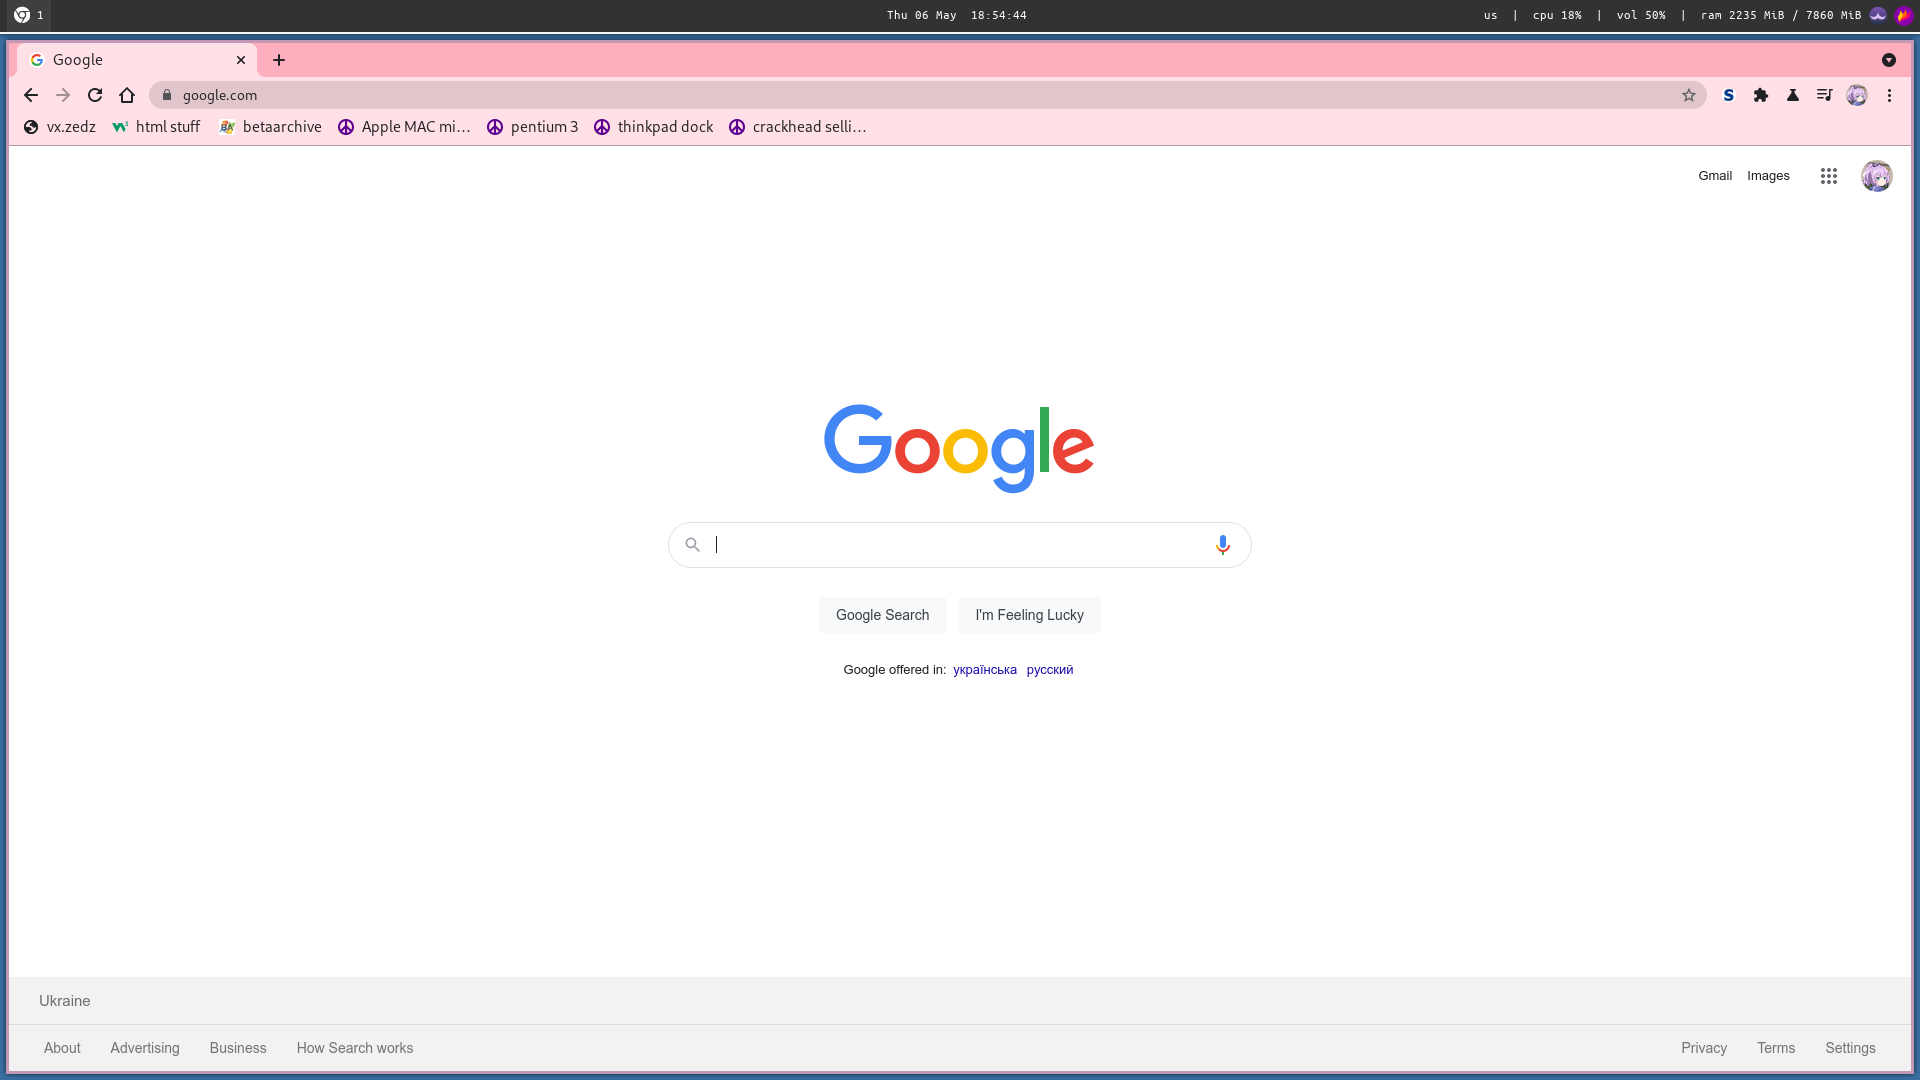 1 Thu 06 May 18:54:44 us | cpu 18% | vol 50% | ram 2235 MiB / 7860 MiB
Google
google.com
vx.zedz html stuff betaarchive Apple MAC mi... pentium 3 thinkpad dock crackhead selli...
Gmail Images
Google
Google Search I'm Feeling Lucky
Google offered in: українська русский
Ukraine
About Advertising Business How Search works Privacy Terms Settings